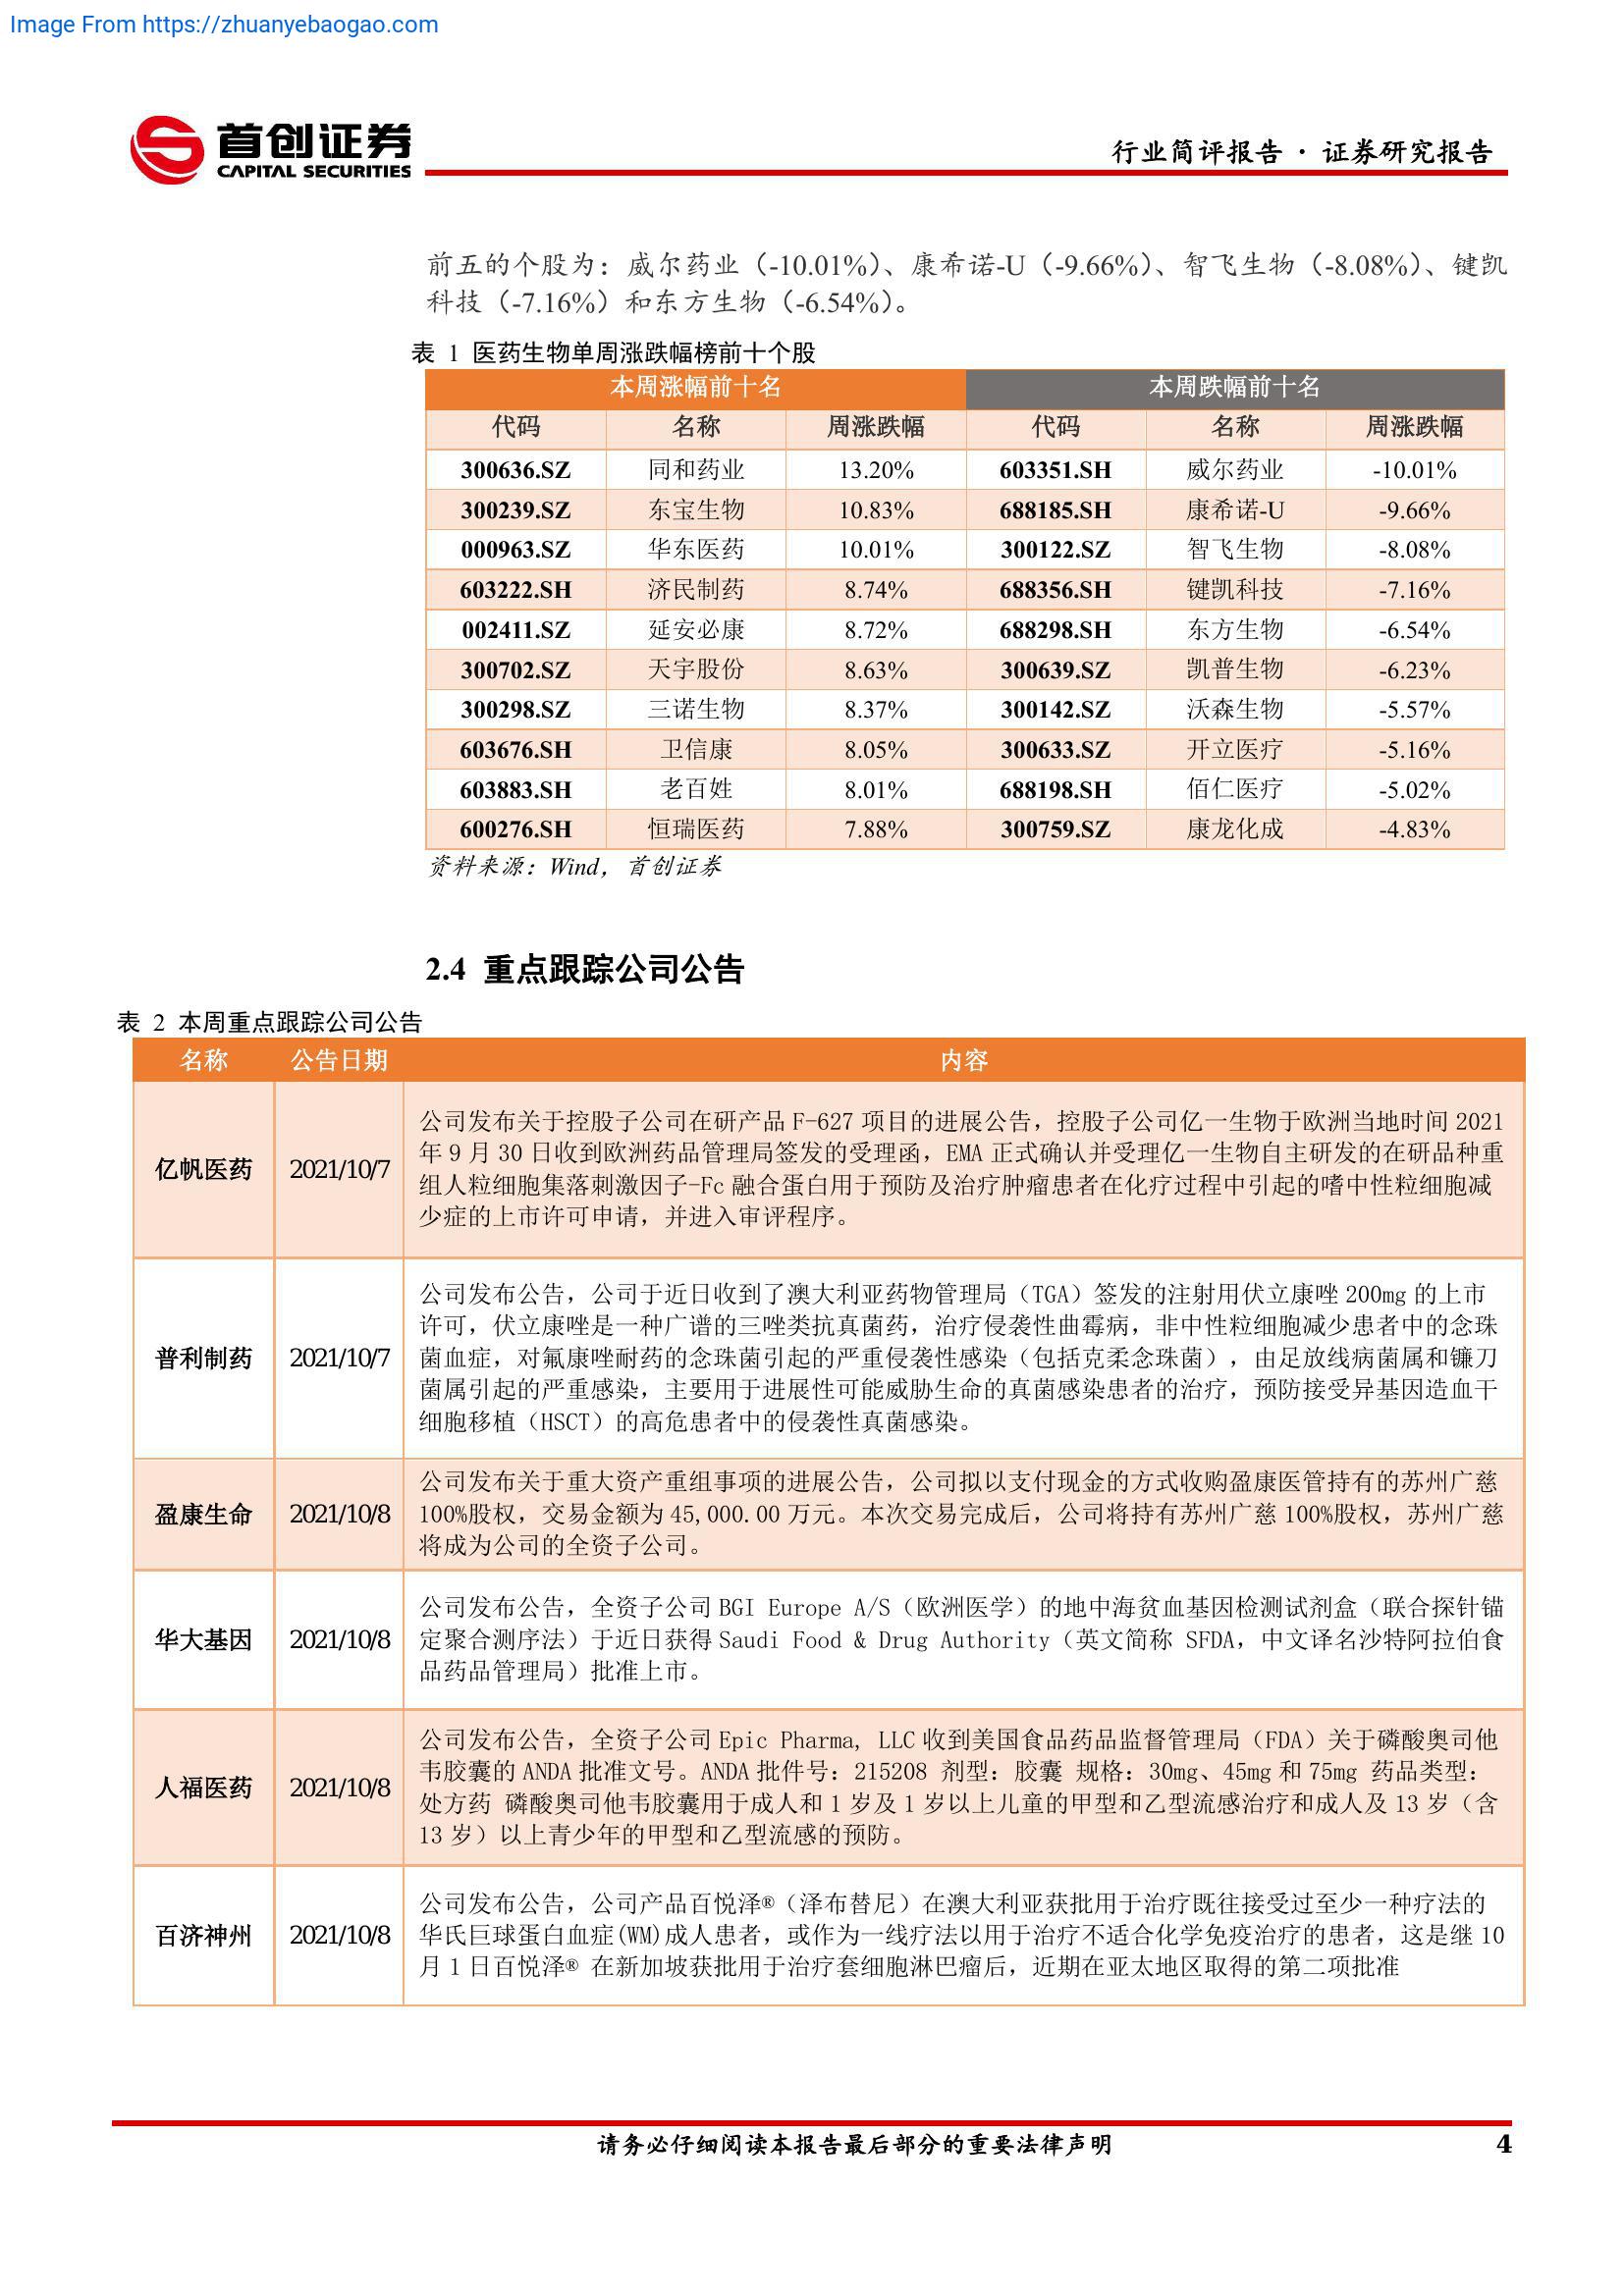 Image From https://zhuanyebaogao.com
首创证券
CAPITAL SECURITIES
行业简评报告 · 证券研究报告
前五的个股为：威尔药业（-10.01%）、康希诺-U（-9.66%）、智飞生物（-8.08%）、键凯
科技（-7.16%）和东方生物（-6.54%）。
表 1 医药生物单周涨跌幅榜前十个股
本周涨幅前十名 本周跌幅前十名
代码 名称 周涨跌幅 代码 名称 周涨跌幅
300636.SZ 同和药业 13.20% 603351.SH 威尔药业 -10.01%
300239.SZ 东宝生物 10.83% 688185.SH 康希诺-U -9.66%
000963.SZ 华东医药 10.01% 300122.SZ 智飞生物 -8.08%
603222.SH 济民制药 8.74% 688356.SH 键凯科技 -7.16%
002411.SZ 延安必康 8.72% 688298.SH 东方生物 -6.54%
300702.SZ 天宇股份 8.63% 300639.SZ 凯普生物 -6.23%
300298.SZ 三诺生物 8.37% 300142.SZ 沃森生物 -5.57%
603676.SH 卫信康 8.05% 300633.SZ 开立医疗 -5.16%
603883.SH 老百姓 8.01% 688198.SH 佰仁医疗 -5.02%
600276.SH 恒瑞医药 7.88% 300759.SZ 康龙化成 -4.83%
资料来源：Wind，首创证券
2.4 重点跟踪公司公告
表 2 本周重点跟踪公司公告
名称 公告日期 内容
亿帆医药 2021/10/7
公司发布关于控股子公司在研产品 F-627 项目的进展公告，控股子公司亿一生物于欧洲当地时间 2021
年 9 月 30 日收到欧洲药品管理局签发的受理函，EMA 正式确认并受理亿一生物自主研发的在研品种重
组人粒细胞集落刺激因子-Fc 融合蛋白用于预防及治疗肿瘤患者在化疗过程中引起的嗜中性粒细胞减
少症的上市许可申请，并进入审评程序。
普利制药 2021/10/7
公司发布公告，公司于近日收到了澳大利亚药物管理局（TGA）签发的注射用伏立康唑 200mg 的上市
许可，伏立康唑是一种广谱的三唑类抗真菌药，治疗侵袭性曲霉病，非中性粒细胞减少患者中的念珠
菌血症，对氟康唑耐药的念珠菌引起的严重侵袭性感染（包括克柔念珠菌），由足放线病菌属和镰刀
菌属引起的严重感染，主要用于进展性可能威胁生命的真菌感染患者的治疗，预防接受异基因造血干
细胞移植（HSCT）的高危患者中的侵袭性真菌感染。
盈康生命 2021/10/8
公司发布关于重大资产重组事项的进展公告，公司拟以支付现金的方式收购盈康医管持有的苏州广慈
100%股权，交易金额为 45,000.00 万元。本次交易完成后，公司将持有苏州广慈 100%股权，苏州广慈
将成为公司的全资子公司。
华大基因 2021/10/8
公司发布公告，全资子公司 BGI Europe A/S（欧洲医学）的地中海贫血基因检测试剂盒（联合探针锚
定聚合测序法）于近日获得 Saudi Food & Drug Authority（英文简称 SFDA，中文译名沙特阿拉伯食
品药品管理局）批准上市。
人福医药 2021/10/8
公司发布公告，全资子公司 Epic Pharma, LLC 收到美国食品药品监督管理局（FDA）关于磷酸奥司他
韦胶囊的 ANDA 批准文号。ANDA 批件号：215208 剂型：胶囊 规格：30mg、45mg 和 75mg 药品类型：
处方药 磷酸奥司他韦胶囊用于成人和 1 岁及 1 岁以上儿童的甲型和乙型流感治疗和成人及 13 岁（含
13 岁）以上青少年的甲型和乙型流感的预防。
百济神州 2021/10/8
公司发布公告，公司产品百悦泽®（泽布替尼）在澳大利亚获批用于治疗既往接受过至少一种疗法的
华氏巨球蛋白血症(WM)成人患者，或作为一线疗法以用于治疗不适合化学免疫治疗的患者，这是继 10
月 1 日百悦泽® 在新加坡获批用于治疗套细胞淋巴瘤后，近期在亚太地区取得的第二项批准
请务必仔细阅读本报告最后部分的重要法律声明 4